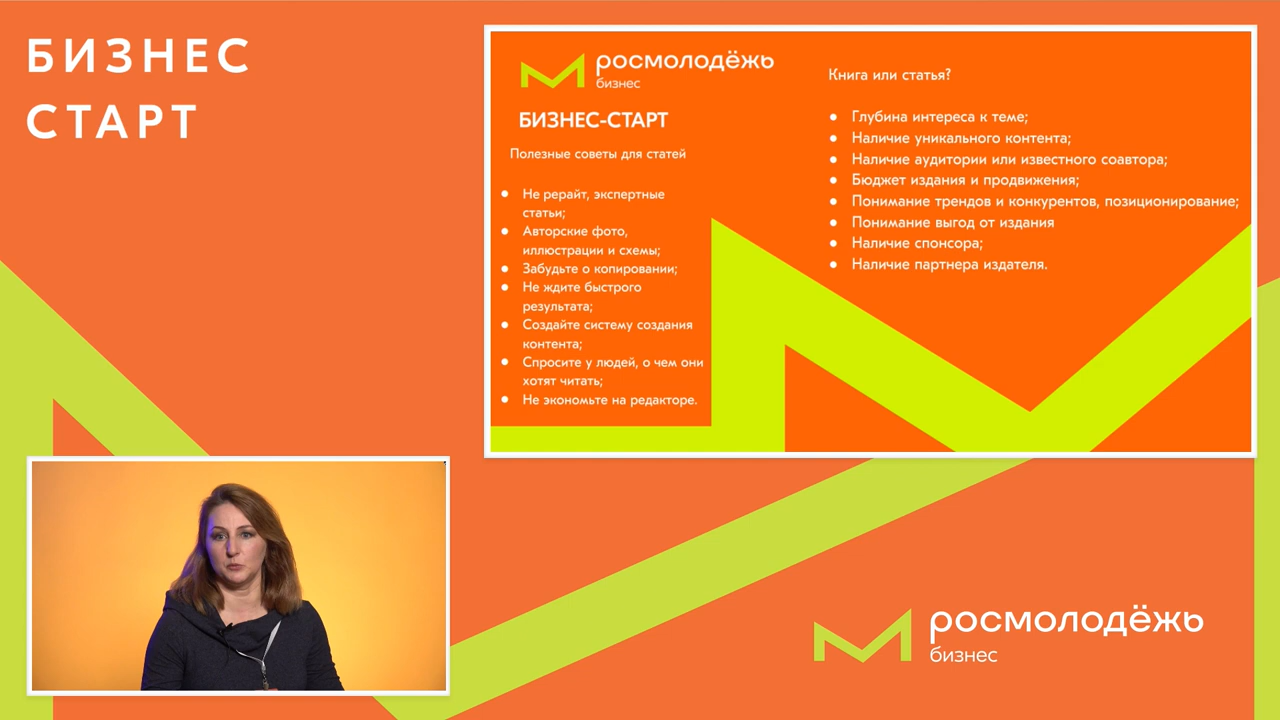 БИЗНЕС
СТАРТ
росмолодёжь
бизнес
БИЗНЕС-СТАРТ
Полезные советы для статей
Не рерайт, экспертные
статьи;
Авторские фото,
иллюстрации и схемы;
Забудьте о копировании;
Не ждите быстрого
результата;
Создайте систему создания
контента;
Спросите у людей, о чем они
хотят читать;
Не экономьте на редакторе.
Книга или статья?
Глубина интереса к теме;
Наличие уникального контента;
Наличие аудитории или известного соавтора;
Бюджет издания и продвижения;
Понимание трендов и конкурентов, позиционирование;
Понимание выгод от издания
Наличие спонсора;
Наличие партнера издателя.
росмолодёжь
бизнес